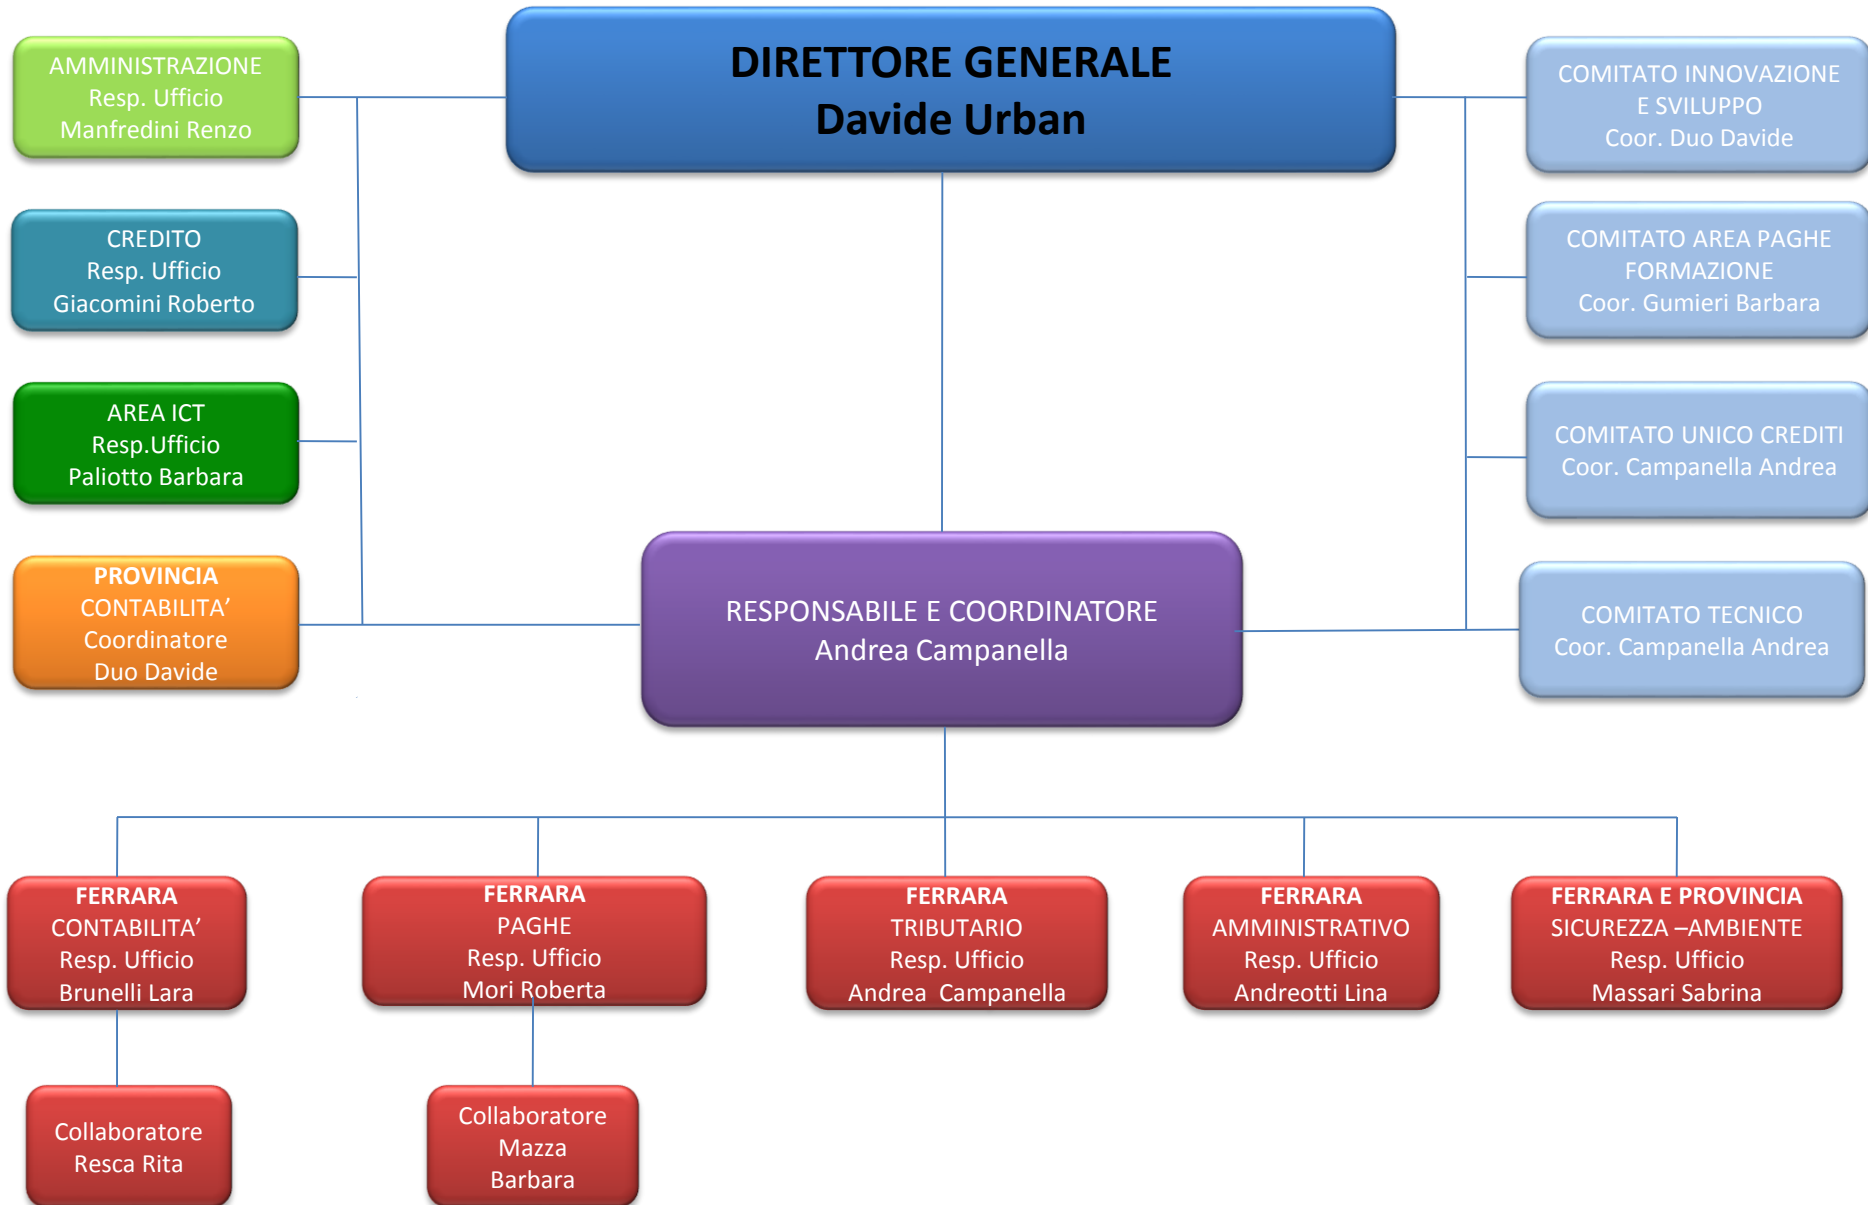 DIRETTORE GENERALE
Davide Urban
AMMINISTRAZIONE
Resp. Ufficio
Manfredini Renzo
CREDITO
Resp. Ufficio
Giacomini Roberto
AREA ICT
Resp.Ufficio
Paliotto Barbara
PROVINCIA
CONTABILITA’
Coordinatore
Duo Davide
COMITATO INNOVAZIONE
E SVILUPPO
Coor. Duo Davide
COMITATO AREA PAGHE
FORMAZIONE
Coor. Gumieri Barbara
COMITATO UNICO CREDITI
Coor. Campanella Andrea
COMITATO TECNICO
Coor. Campanella Andrea
RESPONSABILE E COORDINATORE
Andrea Campanella
FERRARA
CONTABILITA’
Resp. Ufficio
Brunelli Lara
FERRARA
PAGHE
Resp. Ufficio
Mori Roberta
FERRARA
TRIBUTARIO
Resp. Ufficio
Andrea  Campanella
FERRARA
AMMINISTRATIVO
Resp. Ufficio
Andreotti Lina
FERRARA E PROVINCIA
SICUREZZA –AMBIENTE
Resp. Ufficio
Massari Sabrina
Collaboratore
Resca Rita
Collaboratore
Mazza
Barbara